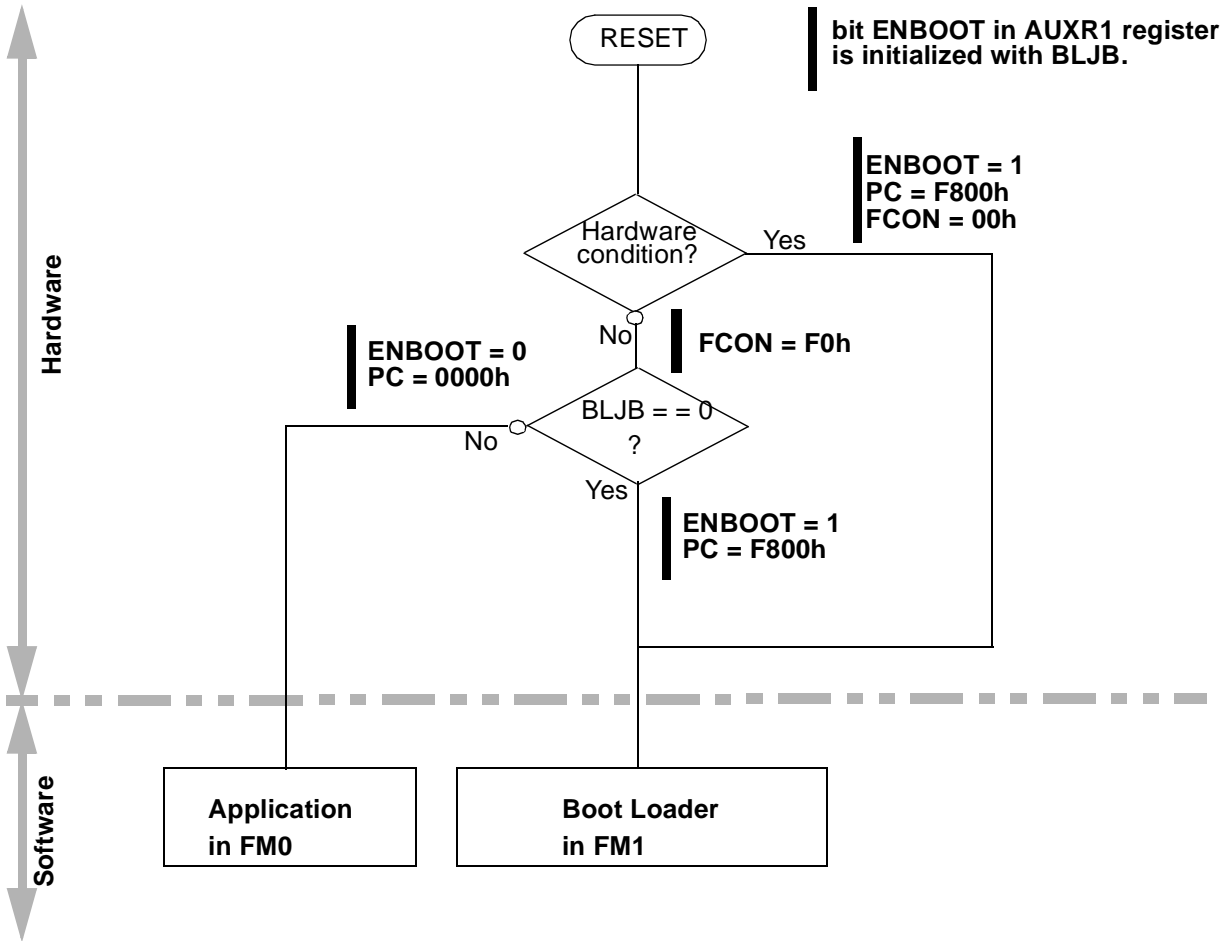 RESET
bit ENBOOT in AUXR1 register
is initialized with BLJB.
ENBOOT = 1
PC = F800h
FCON = 00h
Hardware
condition?
Yes
Hardware
No
FCON = F0h
ENBOOT = 0
PC = 0000h
BLJB = = 0
?
No
Yes
ENBOOT = 1
PC = F800h
Software
Application
in FM0
Boot Loader
in FM1